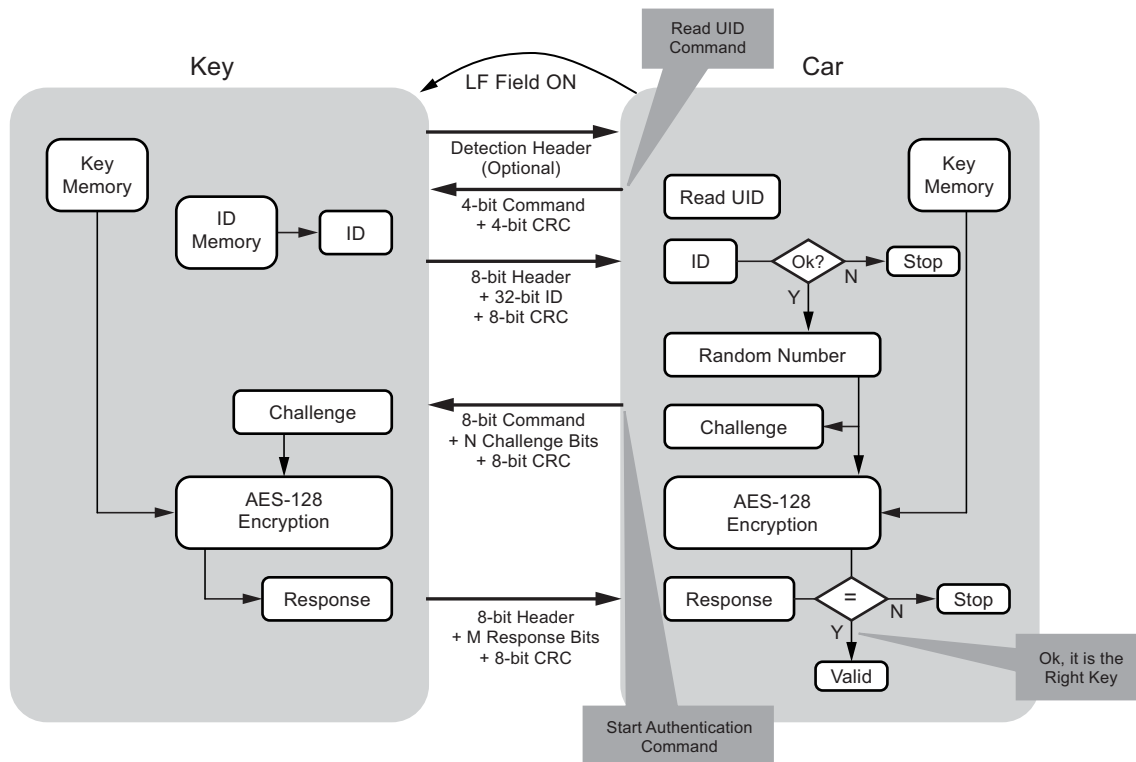 Read UID
Command
Key
Car
LF Field ON
Key
Memory
ID
Memory
ID
Detection Header
(Optional)
4-bit Command
+ 4-bit CRC
8-bit Header
+ 32-bit ID
+ 8-bit CRC
Read UID
Key
Memory
ID
Ok?
N
Stop
Y
Random Number
Challenge
8-bit Command
+ N Challenge Bits
+ 8-bit CRC
Challenge
AES-128
Encryption
AES-128
Encryption
Response
8-bit Header
+ M Response Bits
+ 8-bit CRC
Response
=
N
Stop
Y
Valid
Ok, it is the
Right Key
Start Authentication
Command